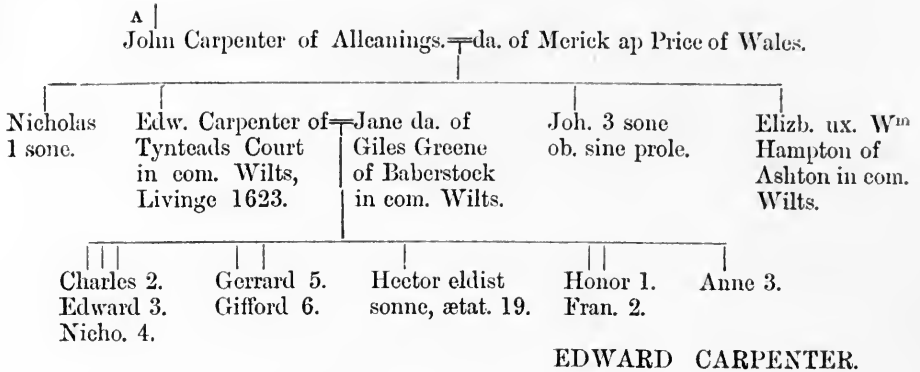 A
John Carpenter of Allcanings.=da. of Merick ap Price of Wales.
Nicholas
1 sone.
Edw. Carpenter of=Jane da. of
Tynteads Court
in com. Wilts,
Livinge 1623.
Giles Greene
of Baberstock
in com. Wilts.
Joh. 3 sone
ob. sine prole.
Elizb. ux. Wm
Hampton of
Ashton in com.
Wilts.
Charles 2.
Edward 3.
Nicho. 4.
Gerrard 5.
Gifford 6.
Hector eldist
sonne, ætat. 19.
Honor 1.
Fran. 2.
Anne 3.
EDWARD CARPENTER.